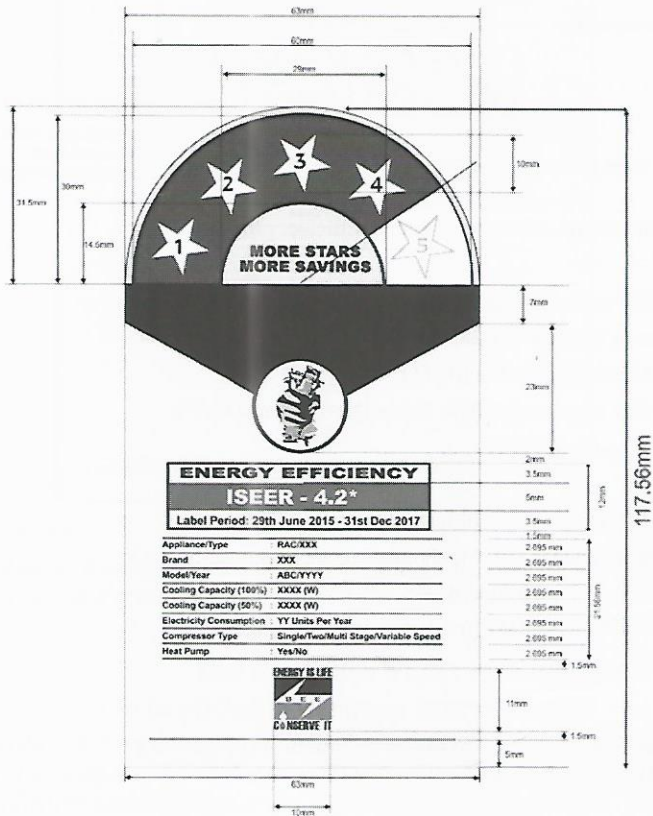 63mm
60mm
29mm
10mm
31.5mm
30mm
14.5mm
1
2
3
4
5
MORE STARS
MORE SAVINGS
7mm
23mm
117.56mm
2mm
ENERGY EFFICIENCY
3.5mm
ISEER - 4.2*
5mm
12mm
Label Period: 29th June 2015 - 31st Dec 2017
3.5mm
1.5mm
Appliance/Type : RAC/XXX
2.695 mm
Brand : XXX
2.695 mm
Model/Year : ABC/YYYY
2.695 mm
Cooling Capacity (100%) : XXXX (W)
2.695 mm
Cooling Capacity (50%) : XXXX (W)
2.695 mm
21.56mm
Electricity Consumption : YY Units Per Year
2.695 mm
Compressor Type : Single/Two/Multi Stage/Variable Speed
2.695 mm
Heat Pump : Yes/No
2.695 mm
1.5mm
ENERGY IS LIFE
BEE
CONSERVE IT
11mm
1.5mm
5mm
63mm
10mm